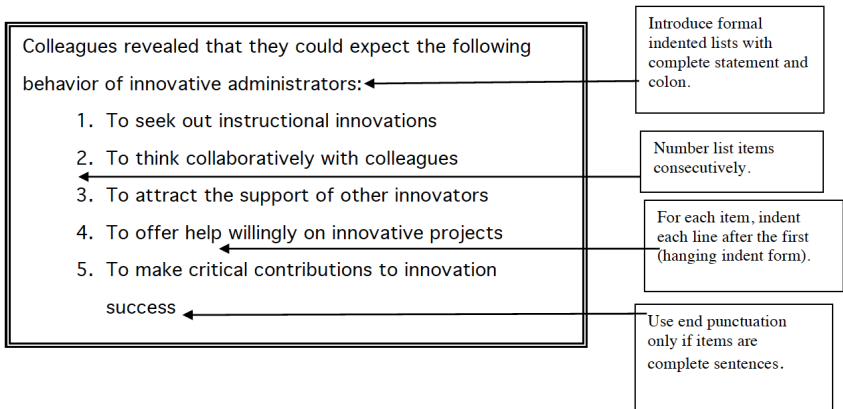 Colleagues revealed that they could expect the following
behavior of innovative administrators:
1. To seek out instructional innovations
2. To think collaboratively with colleagues
3. To attract the support of other innovators
4. To offer help willingly on innovative projects
5. To make critical contributions to innovation
success
Introduce formal
indented lists with
complete statement and
colon.
Number list items
consecutively.
For each item, indent
each line after the first
(hanging indent form).
Use end punctuation
only if items are
complete sentences.